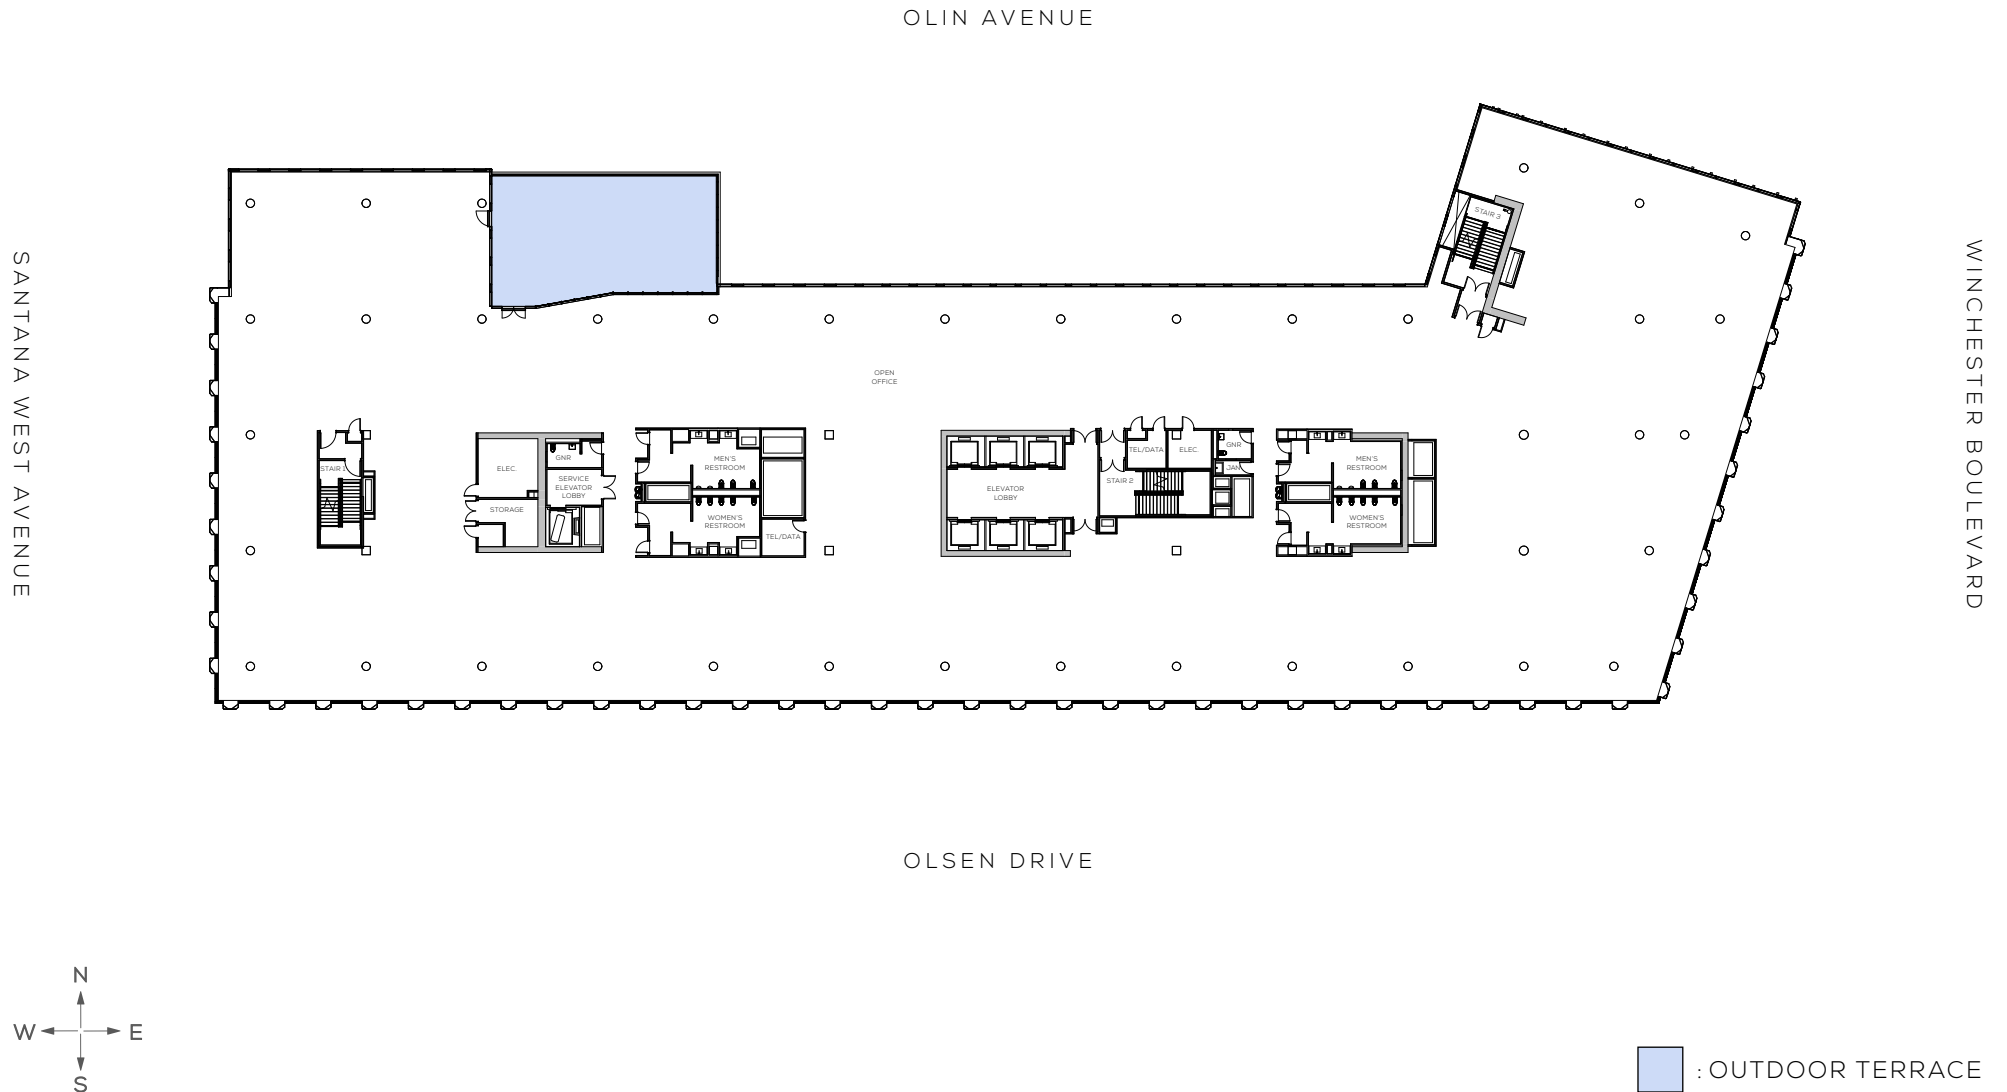 OLIN AVENUE
SANTANA WEST AVENUE
WINCHESTER BOULEVARD
STAIR 3
OPEN
OFFICE
STAIR 1
ELEC.
GNR
SERVICE
ELEVATOR
LOBBY
STORAGE
MEN'S
RESTROOM
WOMEN'S
RESTROOM
TEL/DATA
ELEVATOR
LOBBY
TEL/DATA
ELEC.
GNR
JAN
STAIR 2
MEN'S
RESTROOM
WOMEN'S
RESTROOM
OLSEN DRIVE
N
W
E
S
: OUTDOOR TERRACE